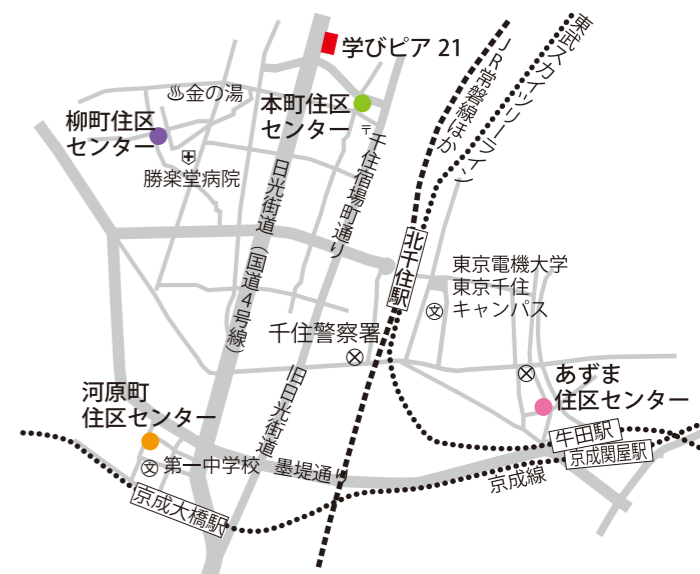 学びピア 21
東武スカイツリーライン
JR常磐線ほか
金の湯
本町住区
センター
柳町住区
センター
〒
千住宿場町通り
勝楽堂病院
日光街道（国道4号線）
北千住駅
東京電機大学
東京千住
キャンパス
文
千住警察署
旧日光街道
あずま
住区センター
河原町
住区センター
牛田駅
京成関屋駅
文
第一中学校
墨堤通り
京成線
京成大橋駅